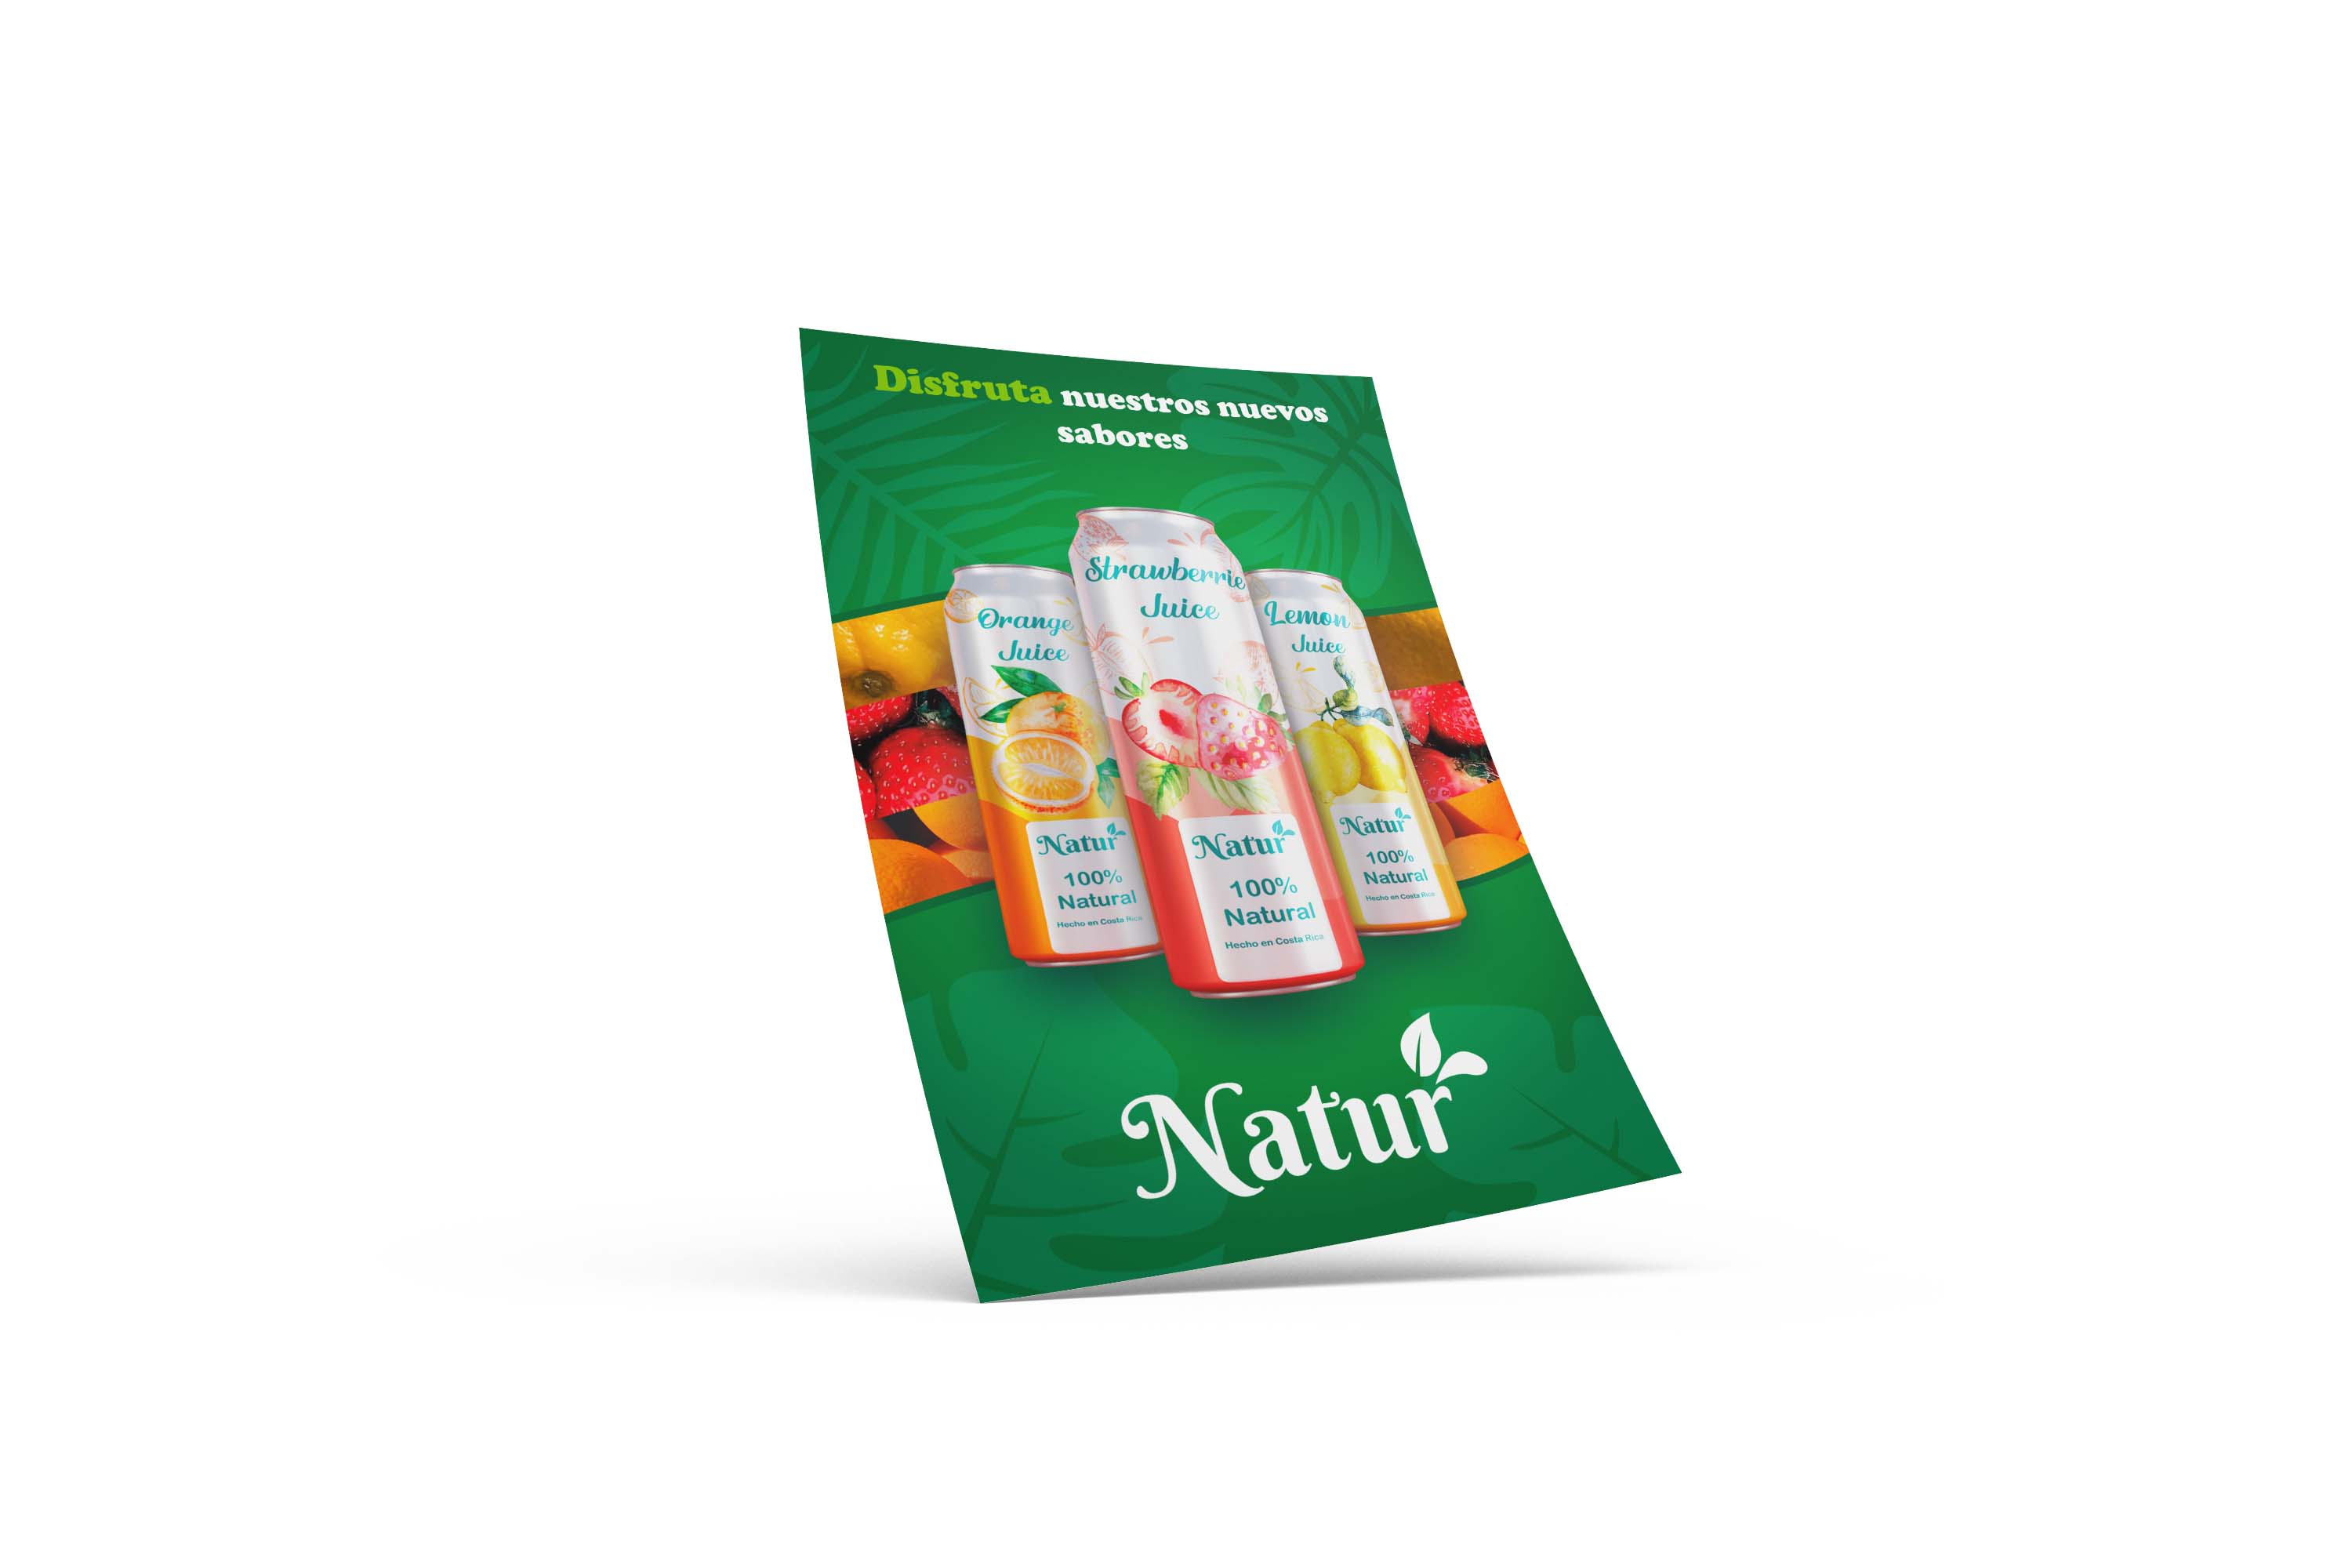 Disfruta nuestros nuevos
sabores
Orange
Juice
Natur
100%
Natural
Hecho en Costa Rica
Strawberrie
Juice
Natur
100%
Natural
Hecho en Costa Rica
Lemon
Juice
Natur
100%
Natural
Hecho en Costa Rica
Natur